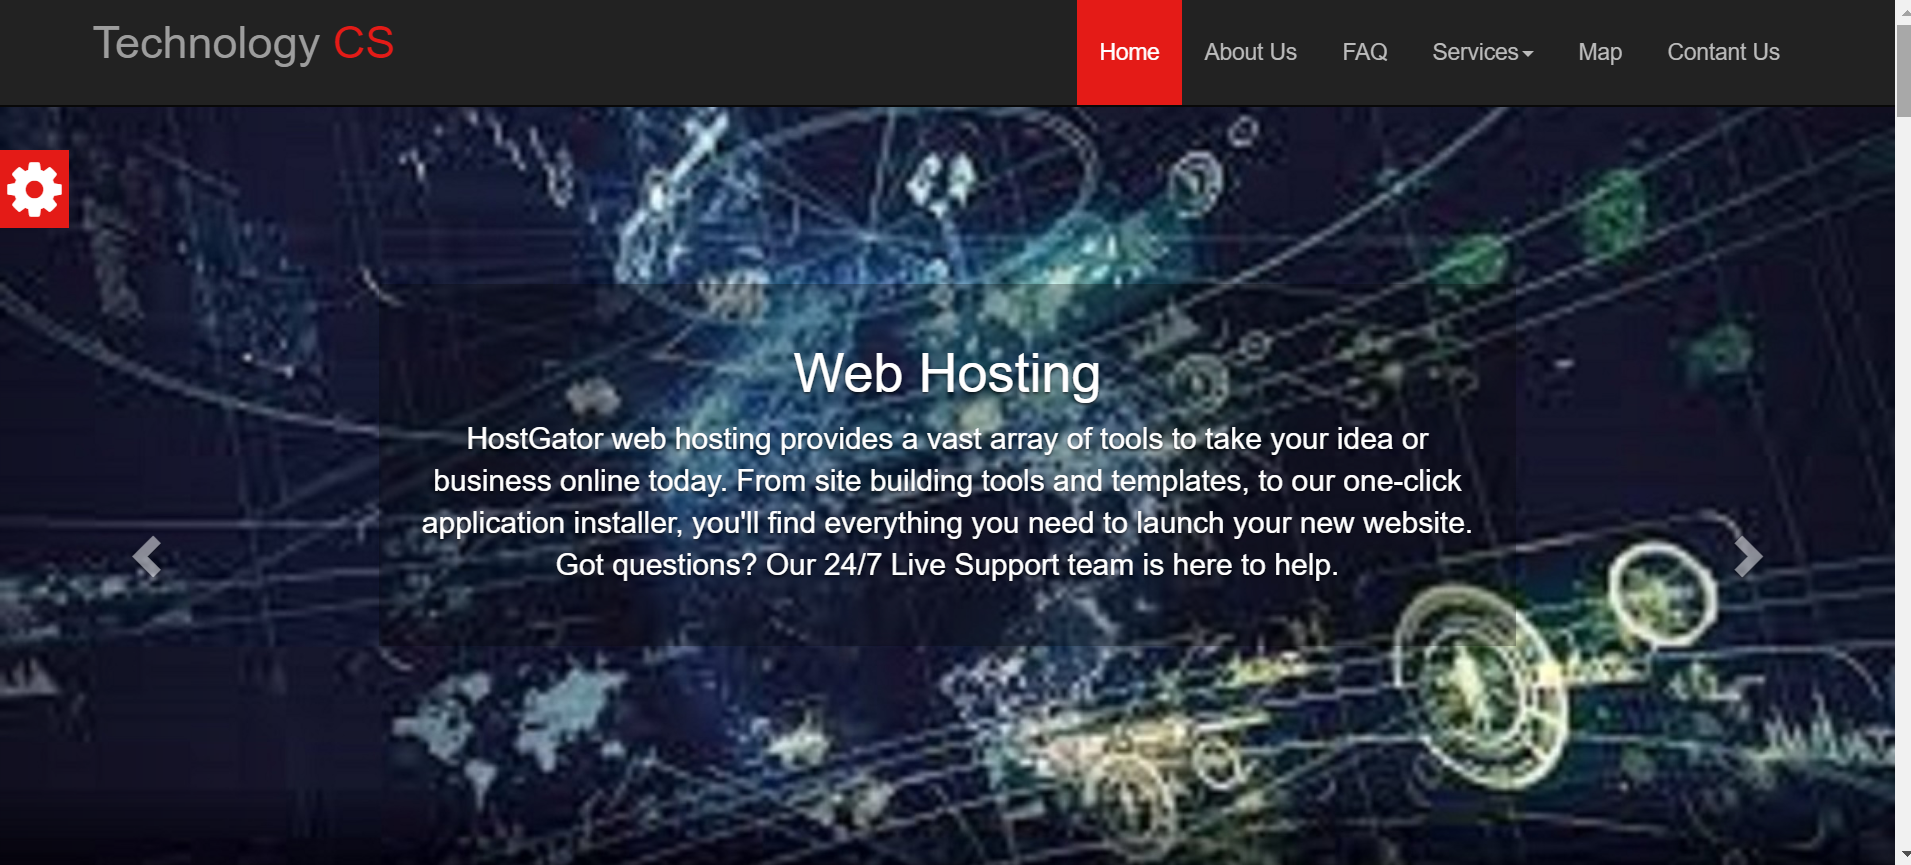 Technology CS
Home About Us FAQ Services Map Contant Us
Web Hosting
HostGator web hosting provides a vast array of tools to take your idea or
business online today. From site building tools and templates, to our one-click
application installer, you'll find everything you need to launch your new website.
Got questions? Our 24/7 Live Support team is here to help.